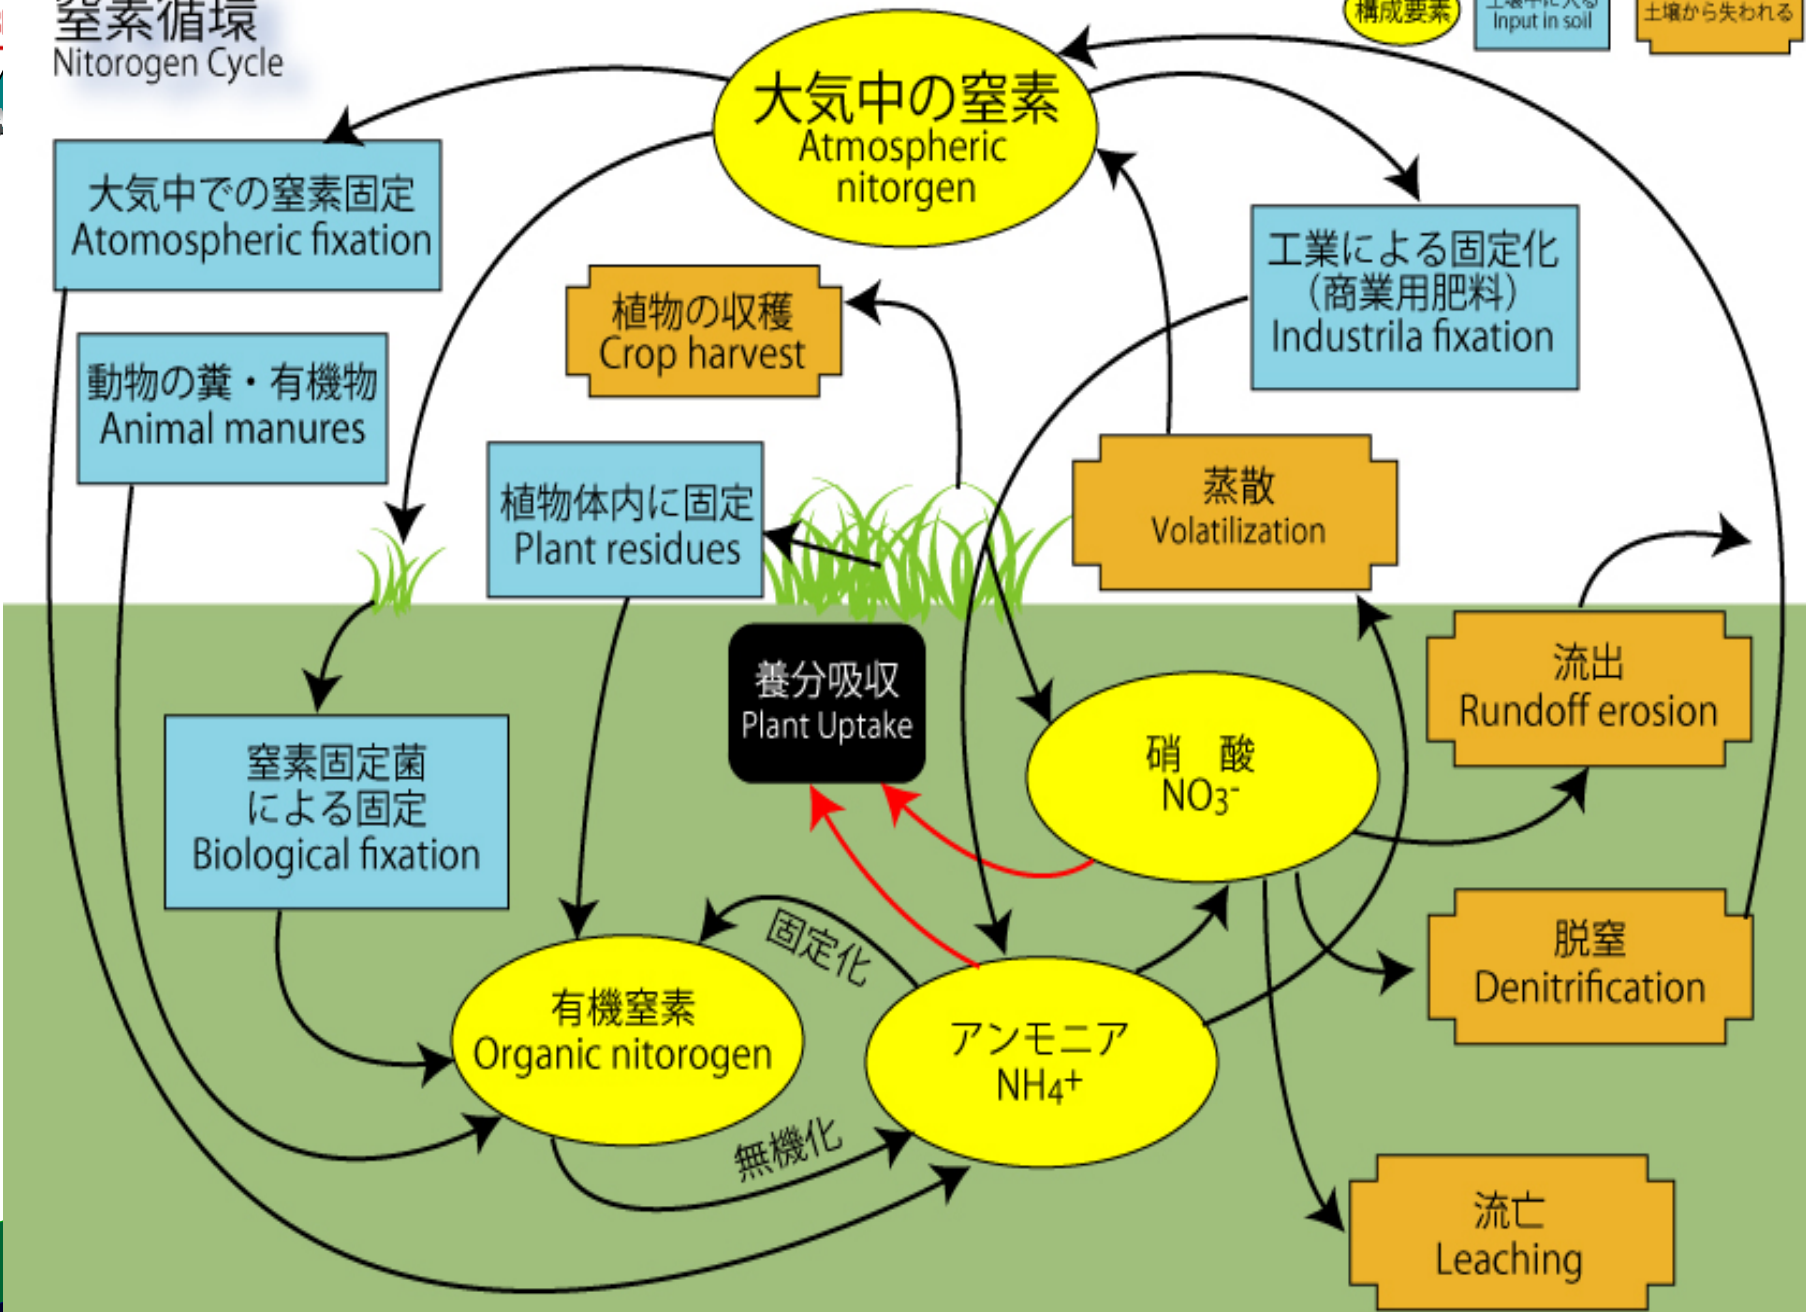 窒素循環
Nitorogen Cycle
構成要素
土壌中に入る
Input in soil
土壌から失われる
大気中の窒素
Atmospheric
nitorgen
大気中での窒素固定
Atomospheric fixation
工業による固定化
（商業用肥料）
Industrila fixation
植物の収穫
Crop harvest
動物の糞・有機物
Animal manures
植物体内に固定
Plant residues
蒸散
Volatilization
養分吸収
Plant Uptake
流出
Rundoff erosion
硝　酸
NO3-
窒素固定菌
による固定
Biological fixation
固定化
脱窒
Denitrification
有機窒素
Organic nitorogen
アンモニア
NH4+
無機化
流亡
Leaching